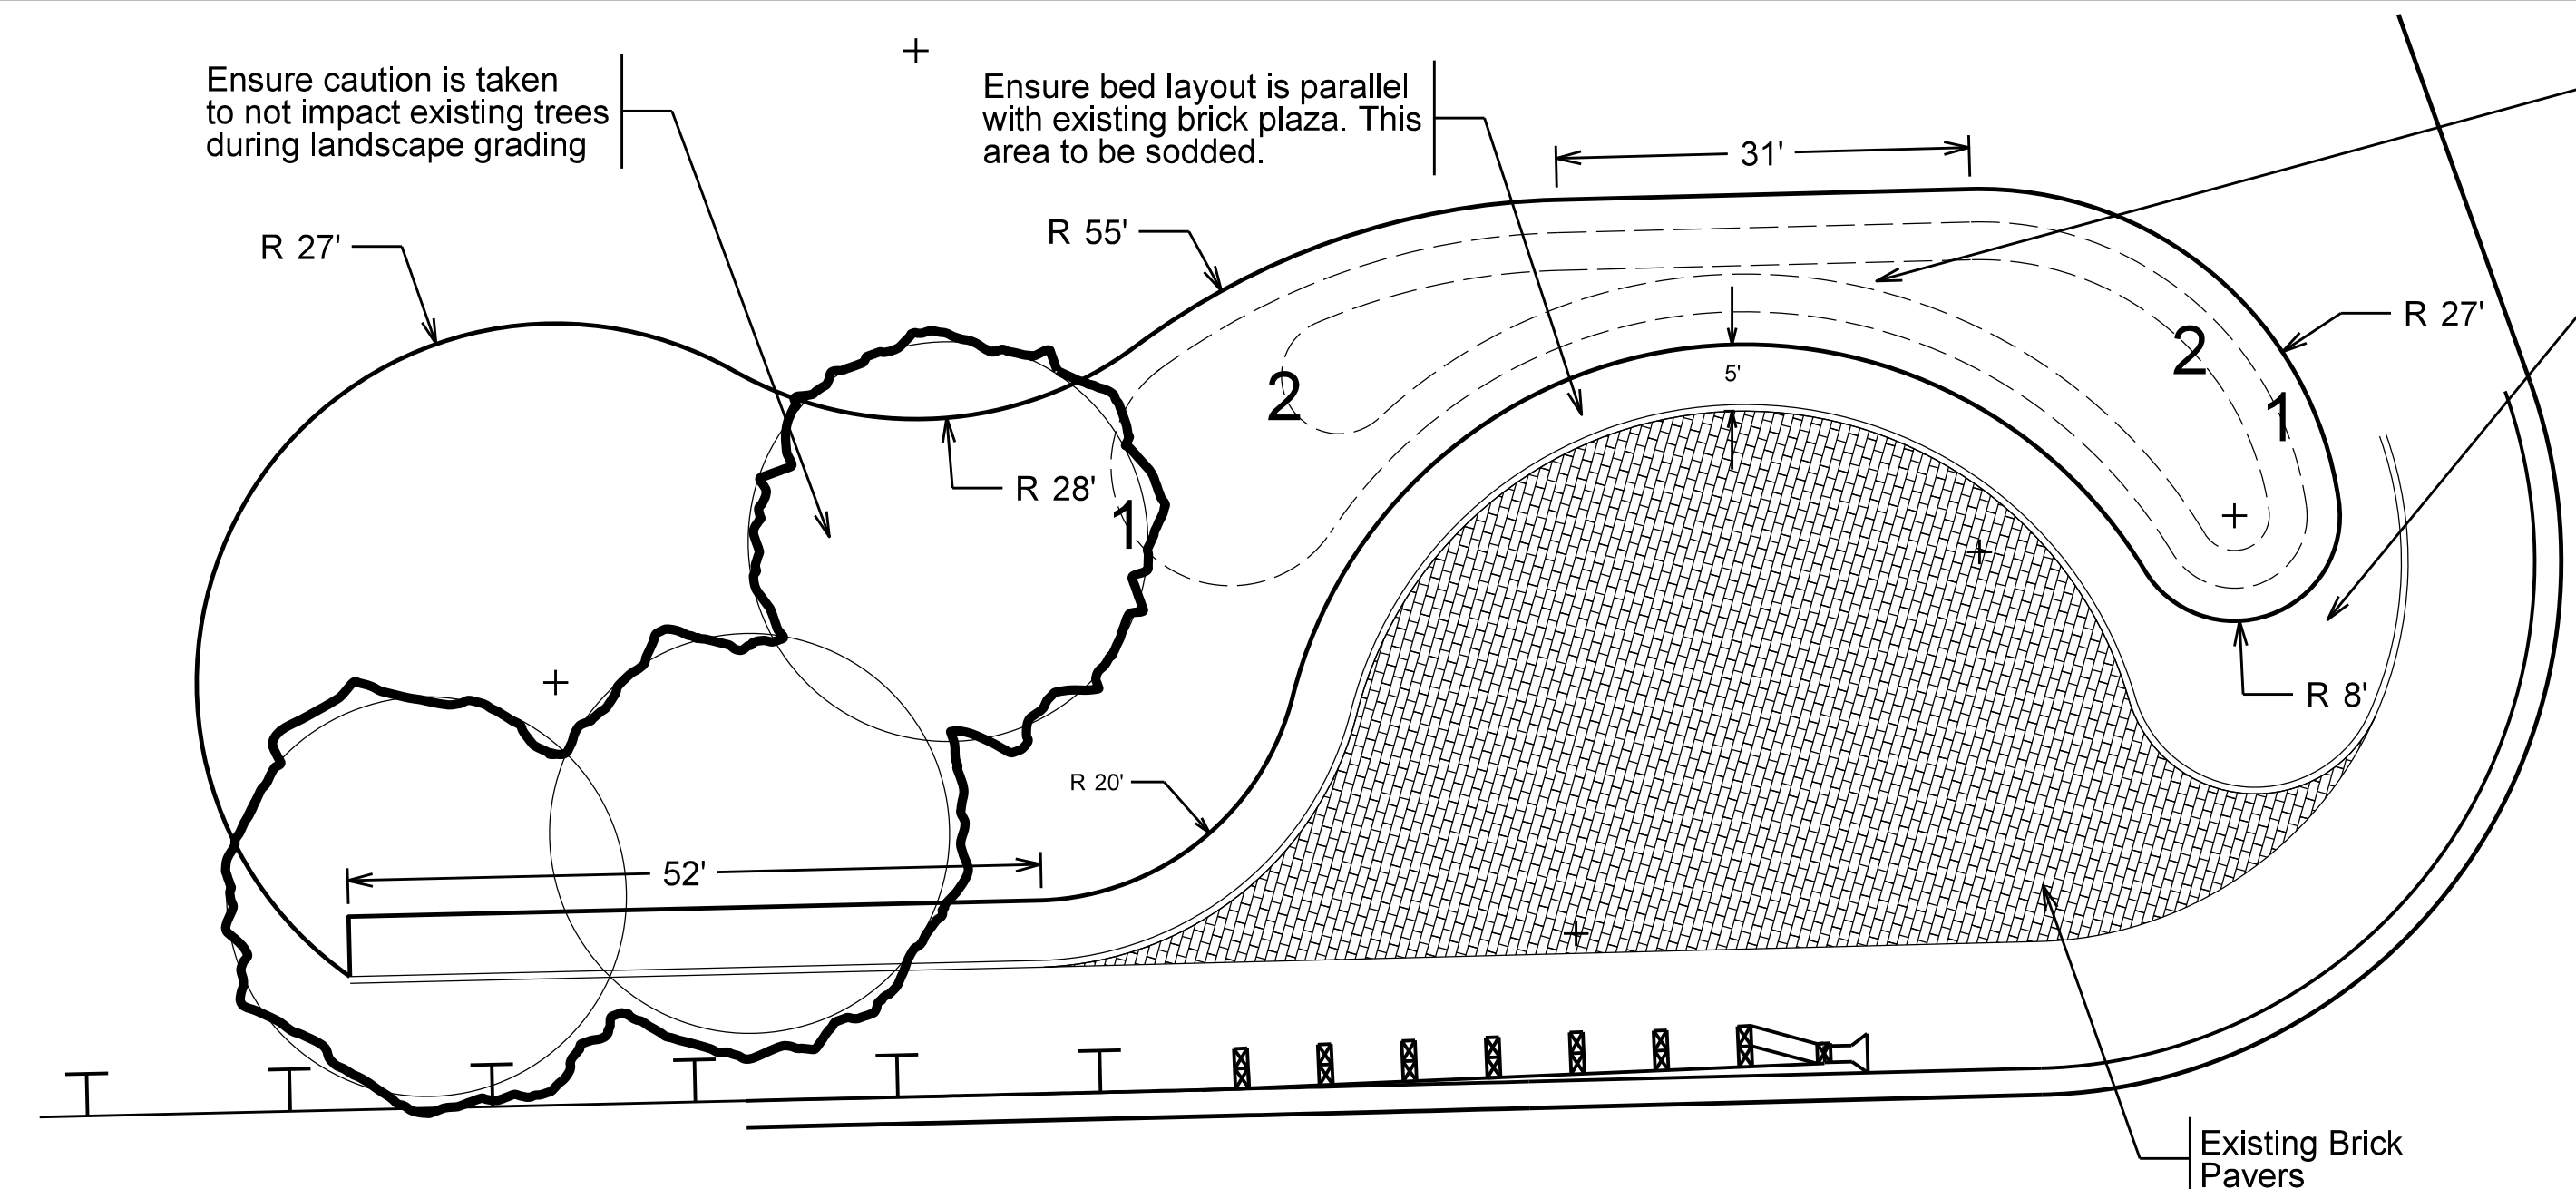 Ensure caution is taken
to not impact existing trees
during landscape grading
Ensure bed layout is parallel
with existing brick plaza. This
area to be sodded.
31'
R 55'
R 27'
R 27'
2
1
5'
2
R 28'
1
R 8'
R 20'
52'
Existing Brick
Pavers